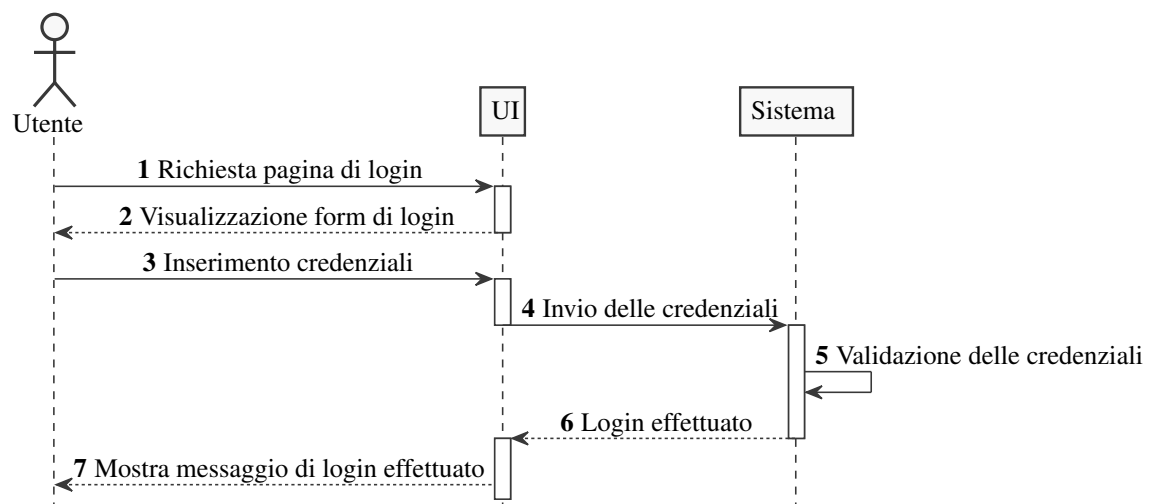 Utente
UI
Sistema
1 Richiesta pagina di login
2 Visualizzazione form di login
3 Inserimento credenziali
4 Invio delle credenziali
5 Validazione delle credenziali
6 Login effettuato
7 Mostra messaggio di login effettuato